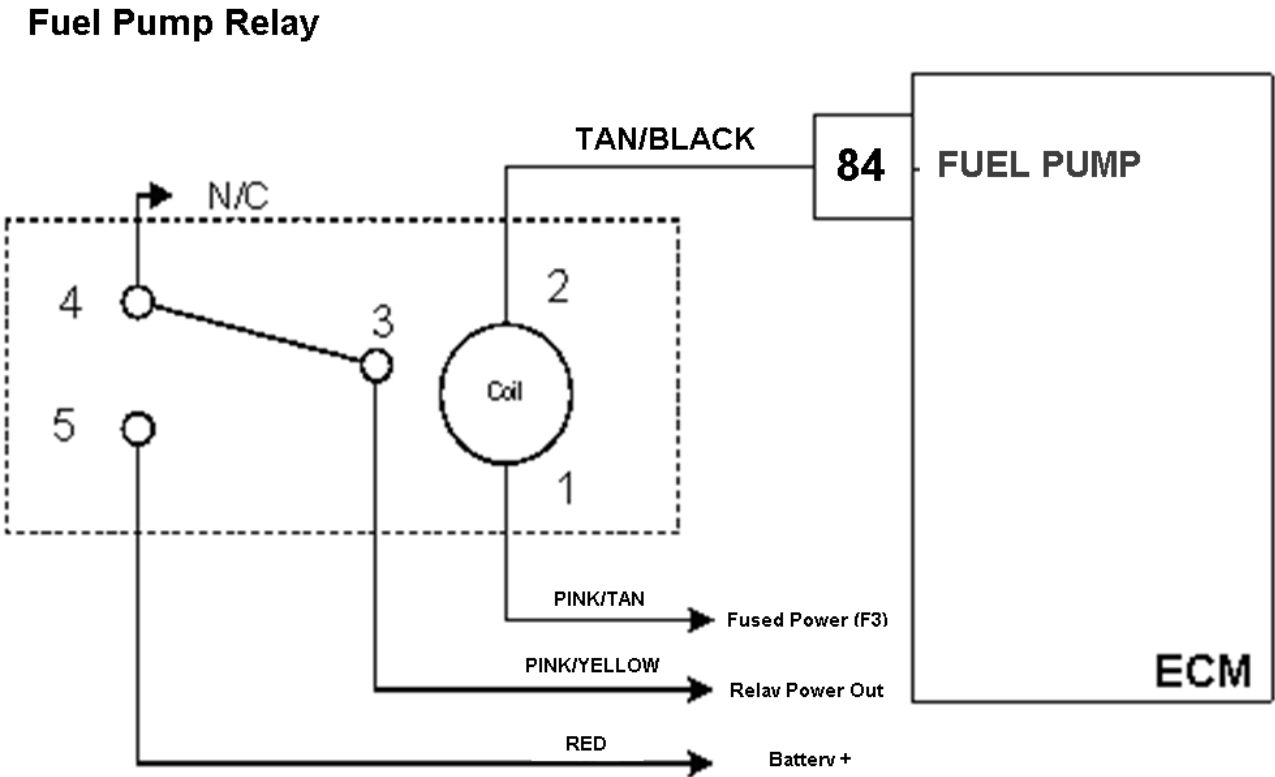 Fuel Pump Relay
TAN/BLACK
84
FUEL PUMP
N/C
4
3
2
Coil
5
1
PINK/TAN
Fused Power (F3)
PINK/YELLOW
Relay Power Out
ECM
RED
Battery +